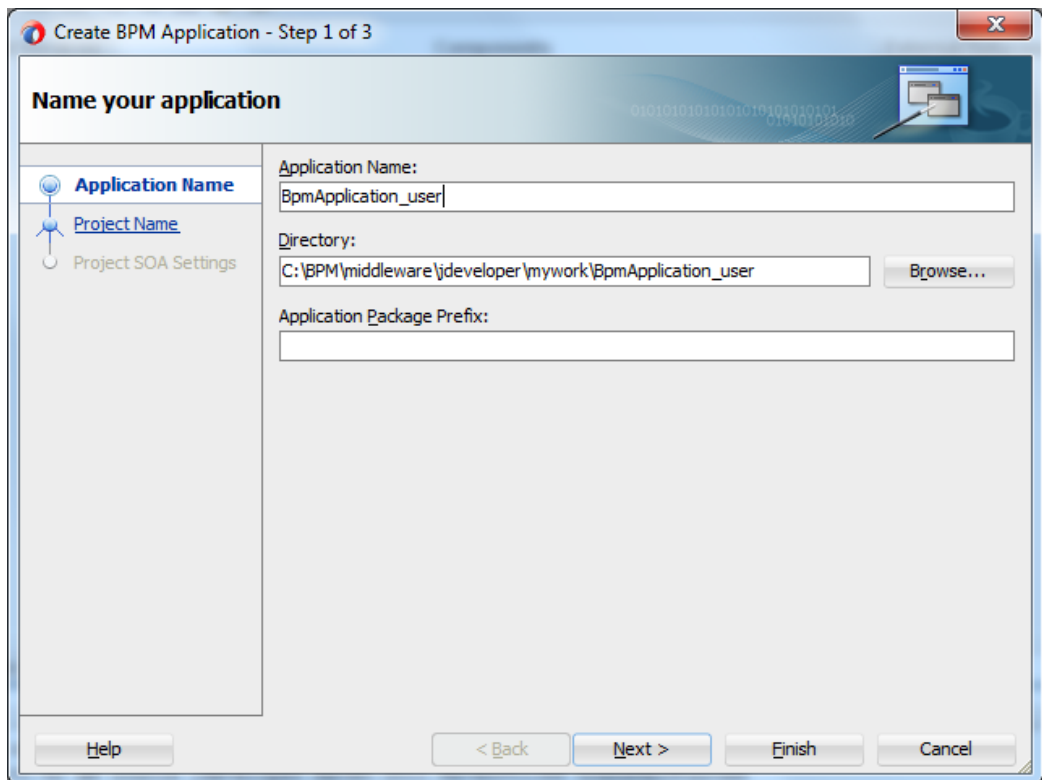 Create BPM Application - Step 1 of 3
Name your application
Application Name
Project Name
Project SOA Settings
Application Name:
BpmApplication_user
Directory:
C:\BPM\middleware\jdeveloper\mywork\BpmApplication_user
Browse...
Application Package Prefix:
Help
< Back
Next >
Finish
Cancel